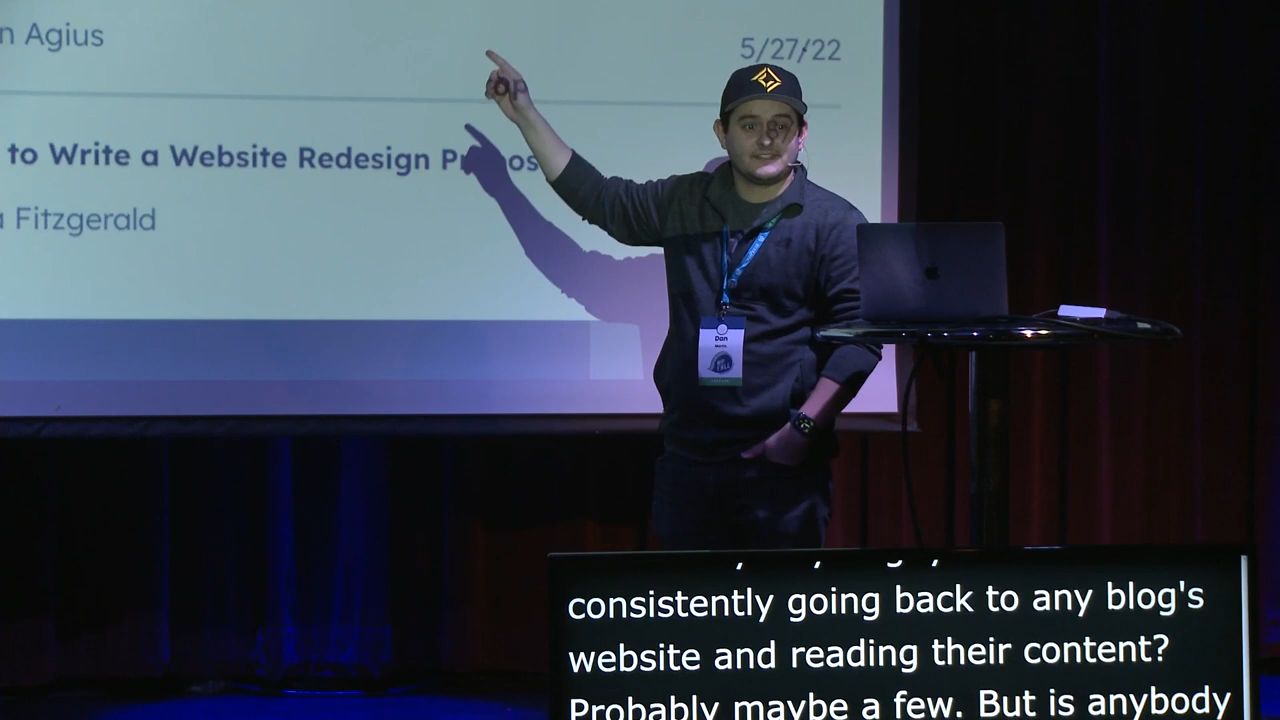 n Agius
5/27/22
to Write a Website Redesign P
os
a Fitzgerald
Dan
consistently going back to any blog's
website and reading their content?
Probably maybe a few. But is anybody